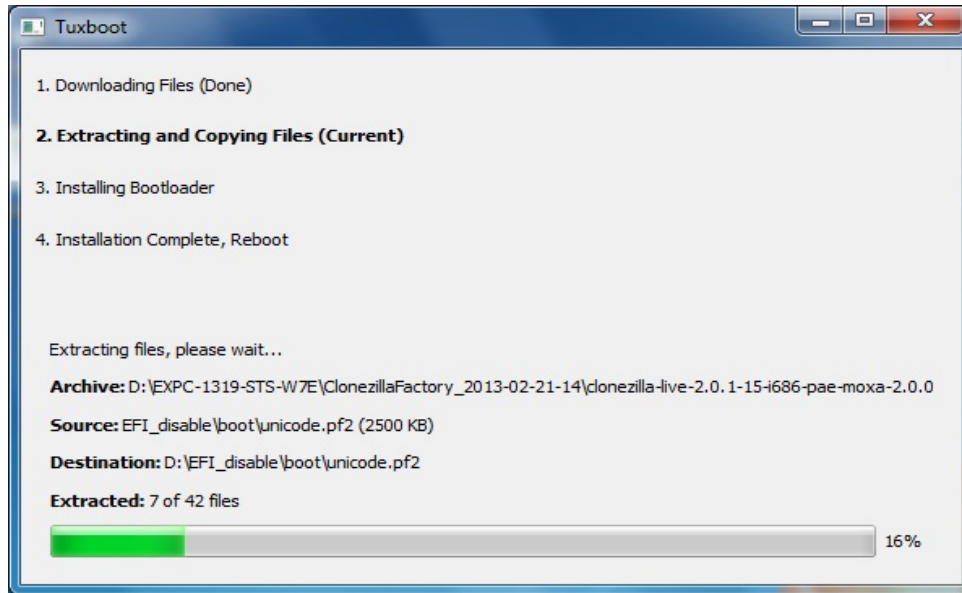 Tuxboot
1. Downloading Files (Done)
2. Extracting and Copying Files (Current)
3. Installing Bootloader
4. Installation Complete, Reboot
Extracting files, please wait...
Archive: D:\EXPC-1319-STS-W7E\ClonezillaFactory_2013-02-21-14\clonezilla-live-2.0.1-15-i686-pae-moxa-2.0.0
Source: EFI_disable\boot\unicode.pf2 (2500 KB)
Destination: D:\EFI_disable\boot\unicode.pf2
Extracted: 7 of 42 files
16%